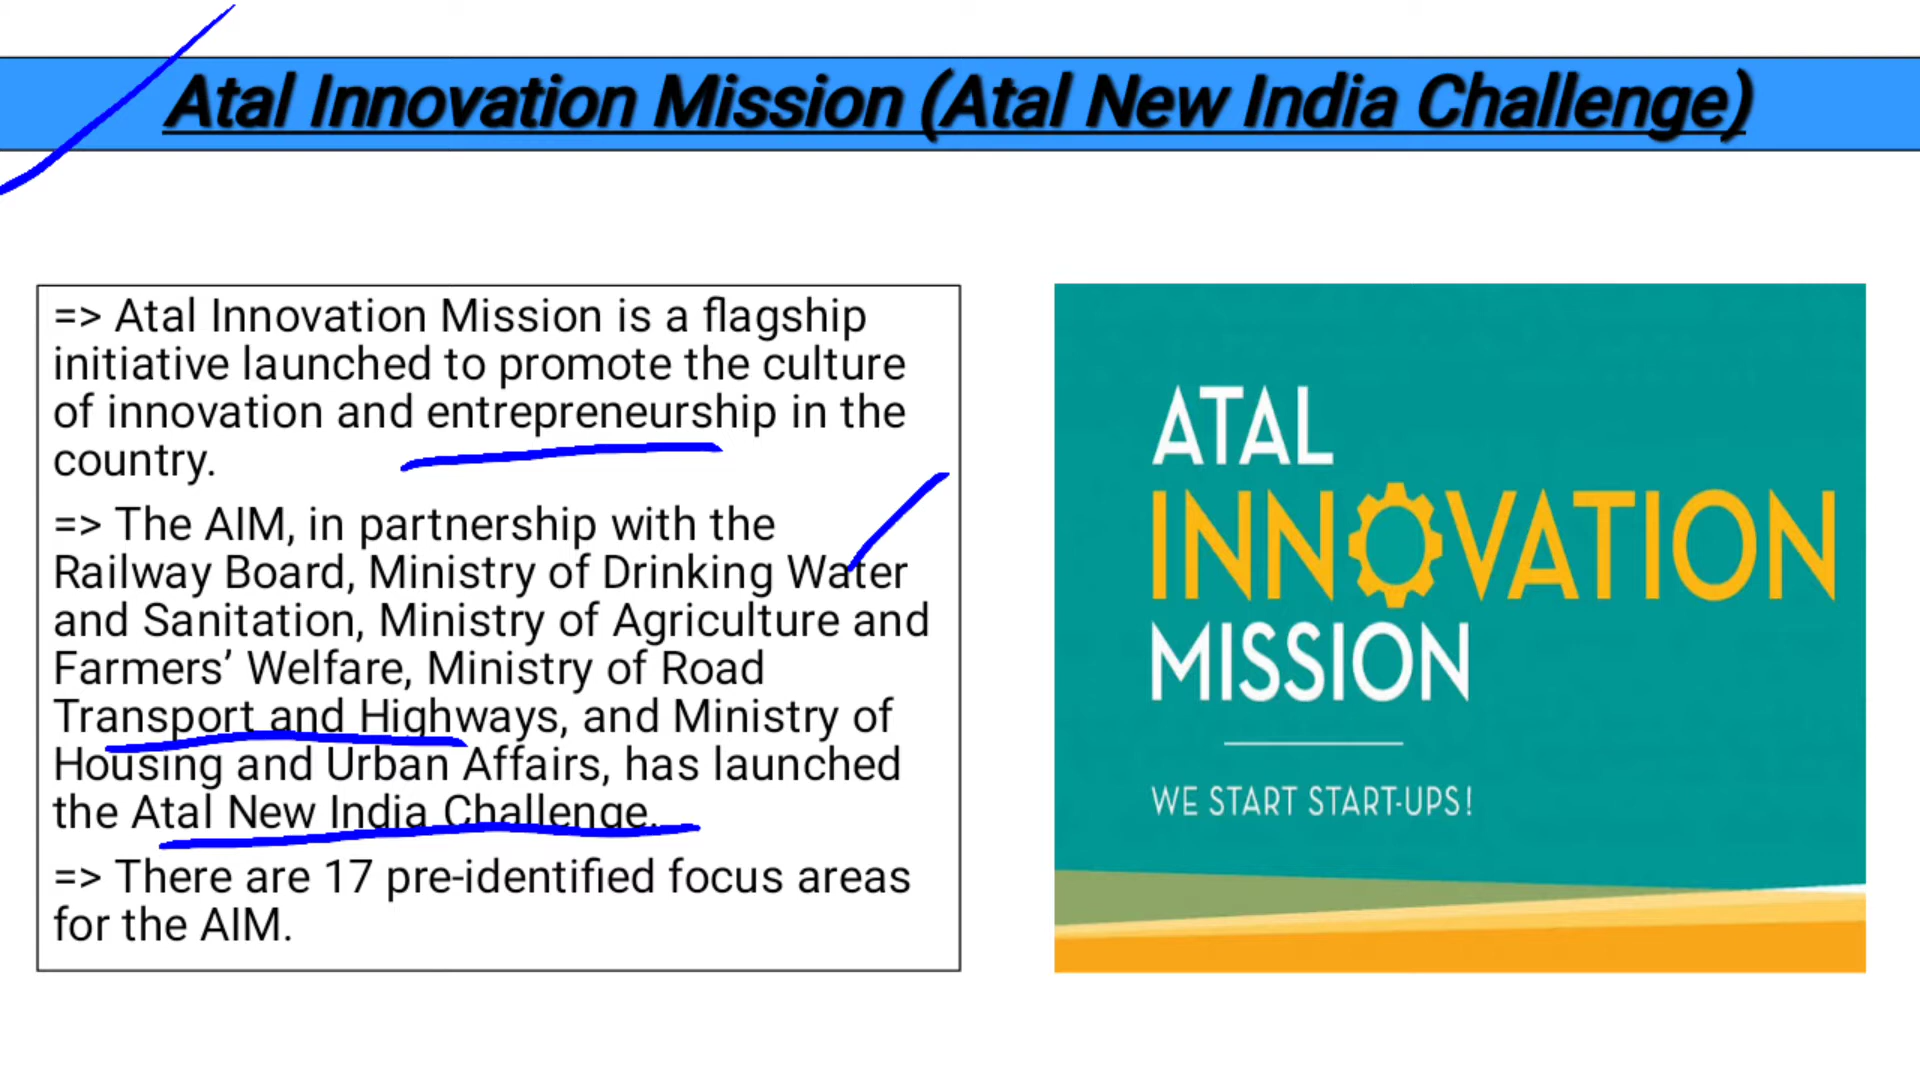 Atal Innovation Mission (Atal New India Challenge)
=> Atal Innovation Mission is a flagship
initiative launched to promote the culture
of innovation and entrepreneurship in the
country.
=> The AIM, in partnership with the
Railway Board, Ministry of Drinking Water
and Sanitation, Ministry of Agriculture and
Farmers’ Welfare, Ministry of Road
Transport and Highways, and Ministry of
Housing and Urban Affairs, has launched
the Atal New India Challenge.
=> There are 17 pre-identified focus areas
for the AIM.
ATAL
INNOVATION
MISSION
WE START START-UPS!